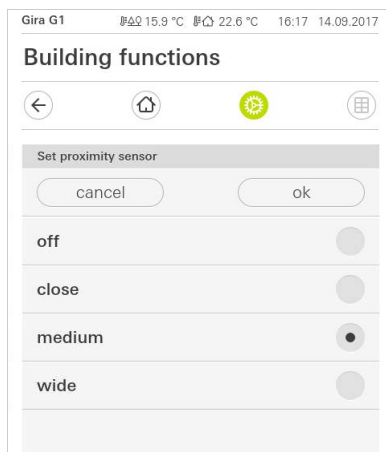 Gira G1 15.9 °C 22.6 °C 16:17 14.09.2017
Building functions
Set proximity sensor
cancel ok
off
close
medium
wide